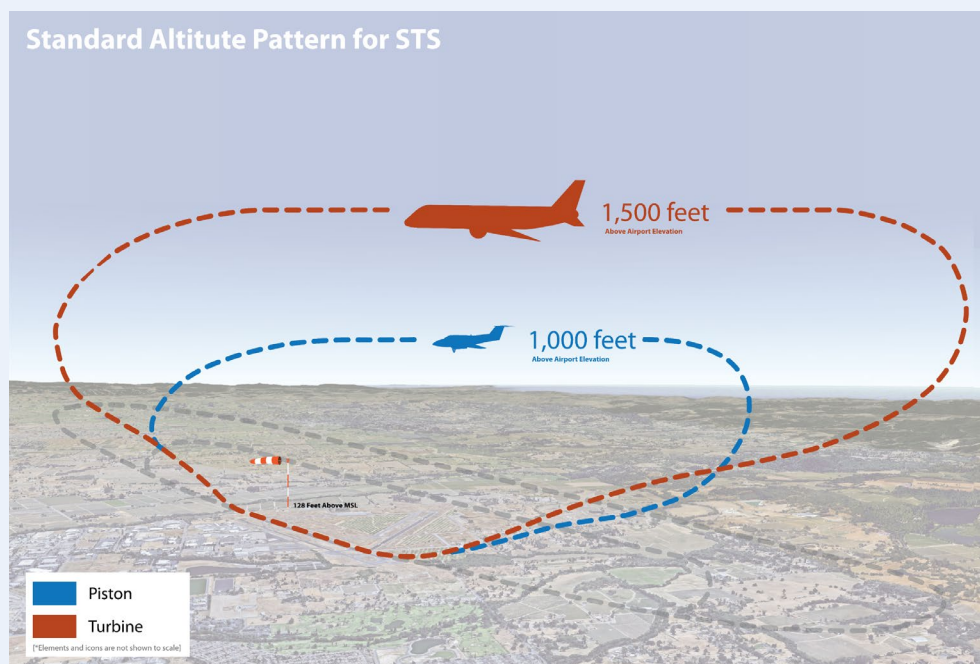 Standard Altitute Pattern for STS
1,500 feet
Above Airport Elevation
1,000 feet
Above Airport Elevation
128 Feet Above MSL
Piston
Turbine
[*Elements and icons are not shown to scale]